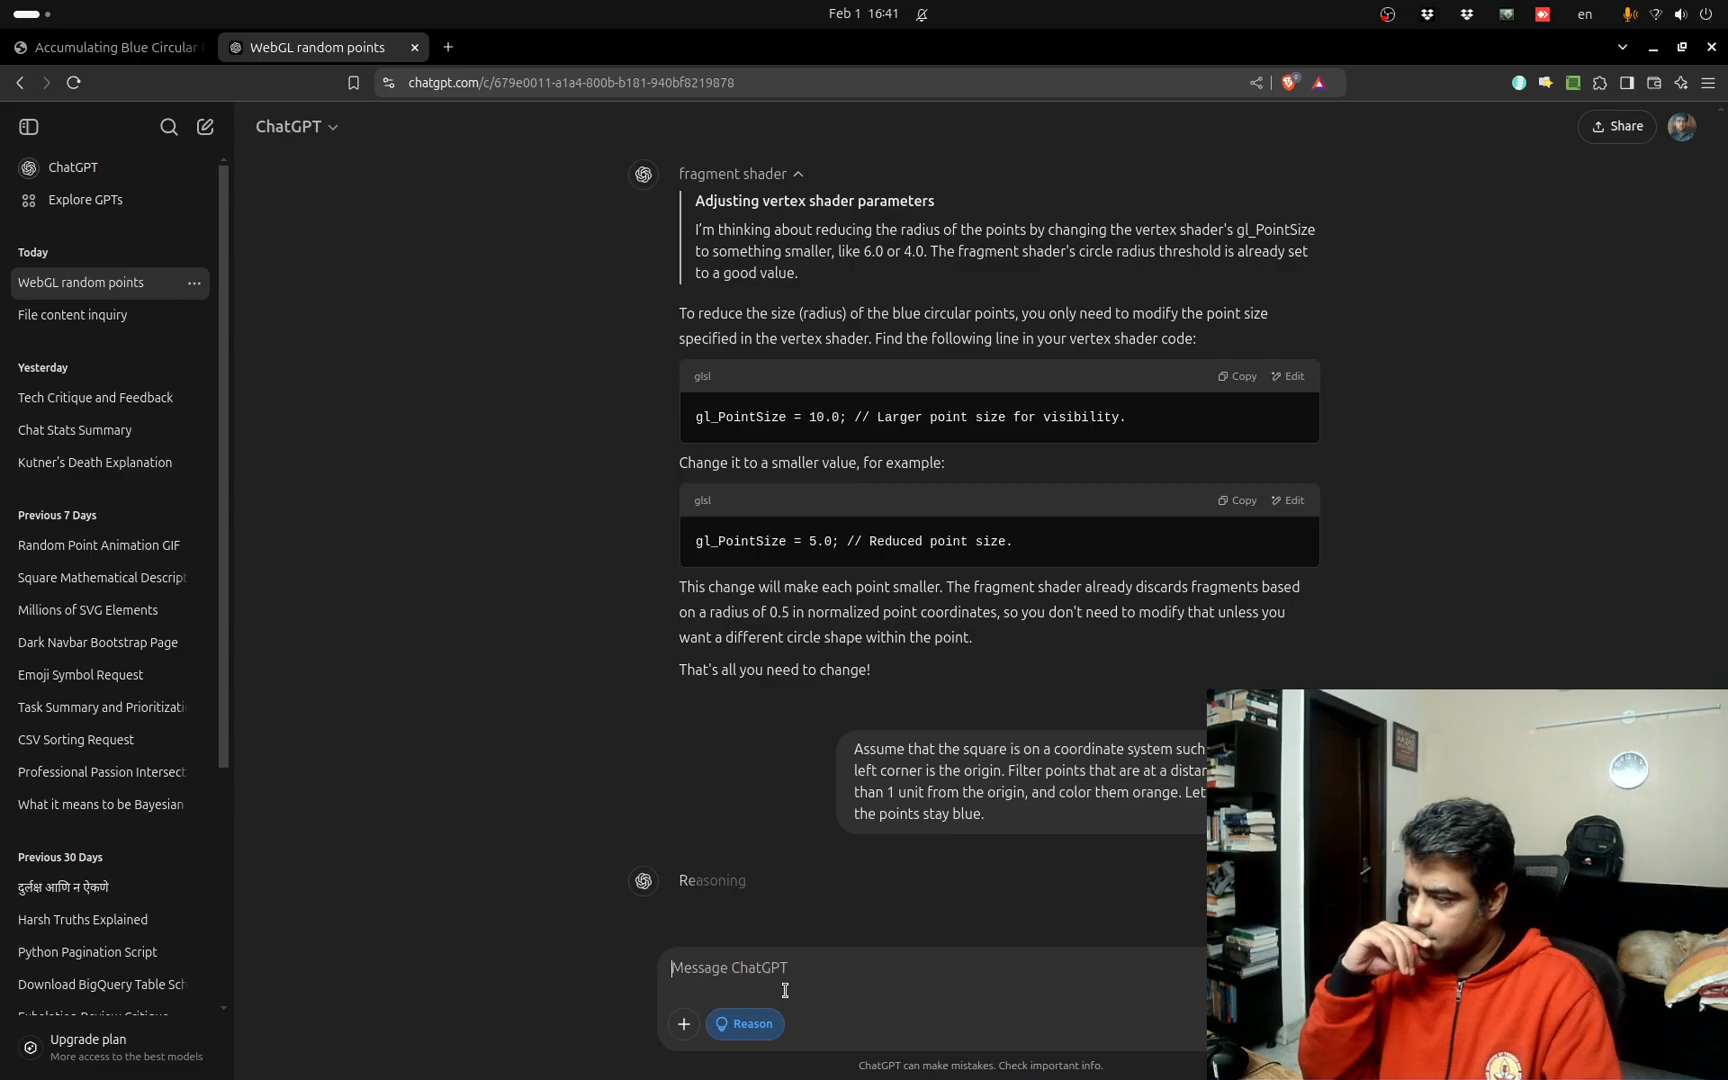 Feb 1 16:41
en
Accumulating Blue Circular
WebGL random points
chatgpt.com/c/679e0011-a1a4-800b-b181-940bf8219878
6
ChatGPT
Share
ChatGPT
Explore GPTs
Today
WebGL random points
File content inquiry
Yesterday
Tech Critique and Feedback
Chat Stats Summary
Kutner's Death Explanation
Previous 7 Days
Random Point Animation GIF
Square Mathematical Descript
Millions of SVG Elements
Dark Navbar Bootstrap Page
Emoji Symbol Request
Task Summary and Prioritizati
CSV Sorting Request
Professional Passion Intersect
What it means to be Bayesian
Previous 30 Days
दुर्लक्ष आणि न ऐकणे
Harsh Truths Explained
Python Pagination Script
Download BigQuery Table Sch
Upgrade plan
More access to the best models
fragment shader
Adjusting vertex shader parameters
I'm thinking about reducing the radius of the points by changing the vertex shader's gl_PointSize
to something smaller, like 6.0 or 4.0. The fragment shader's circle radius threshold is already set
to a good value.
To reduce the size (radius) of the blue circular points, you only need to modify the point size
specified in the vertex shader. Find the following line in your vertex shader code:
glsl Copy Edit
gl_PointSize = 10.0; // Larger point size for visibility.
Change it to a smaller value, for example:
glsl Copy Edit
gl_PointSize = 5.0; // Reduced point size.
This change will make each point smaller. The fragment shader already discards fragments based
on a radius of 0.5 in normalized point coordinates, so you don't need to modify that unless you
want a different circle shape within the point.
That's all you need to change!
Assume that the square is on a coordinate system such
left corner is the origin. Filter points that are at a distan
than 1 unit from the origin, and color them orange. Let
the points stay blue.
Reasoning
Message ChatGPT
Reason
ChatGPT can make mistakes. Check important info.